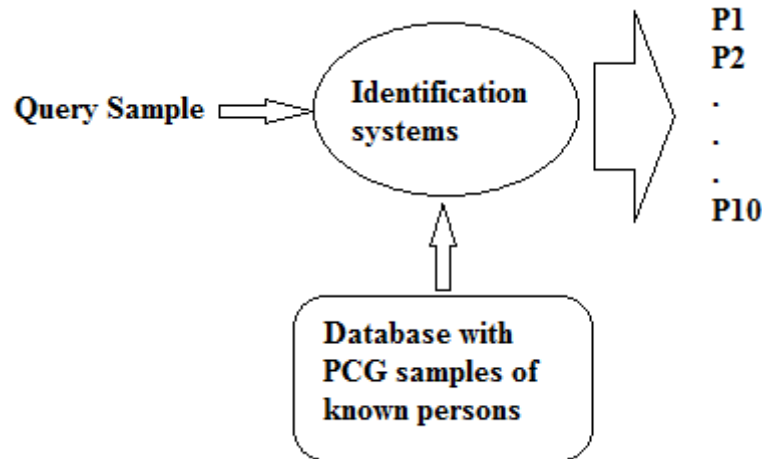 Query Sample
Identification
systems
P1
P2
.
.
.
P10
Database with
PCG samples of
known persons